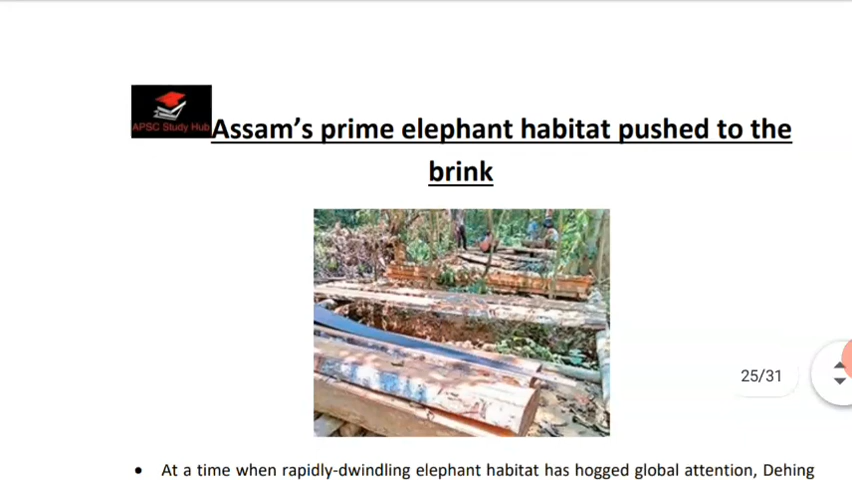 APSC Study Hub
Assam's prime elephant habitat pushed to the
brink
25/31
• At a time when rapidly-dwindling elephant habitat has hogged global attention, Dehing